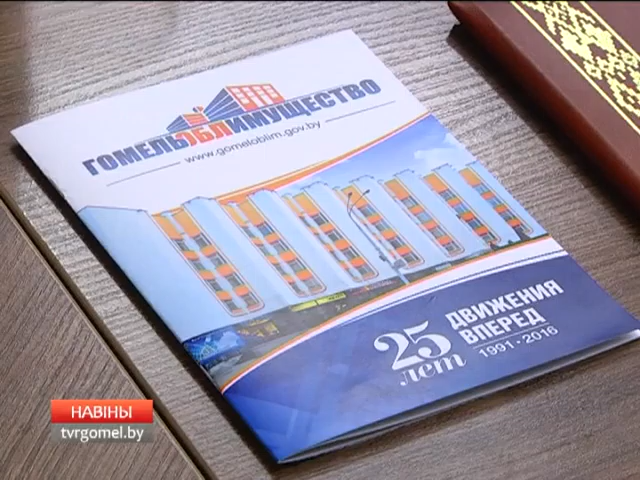 ГОМЕЛЬОБЛИМУЩЕСТВО
www.gomeloblim.gov.by
25 лет
ДВИЖЕНИЯ
ВПЕРЕД
1991 - 2016
НАВІНЫ
tvrgomel.by